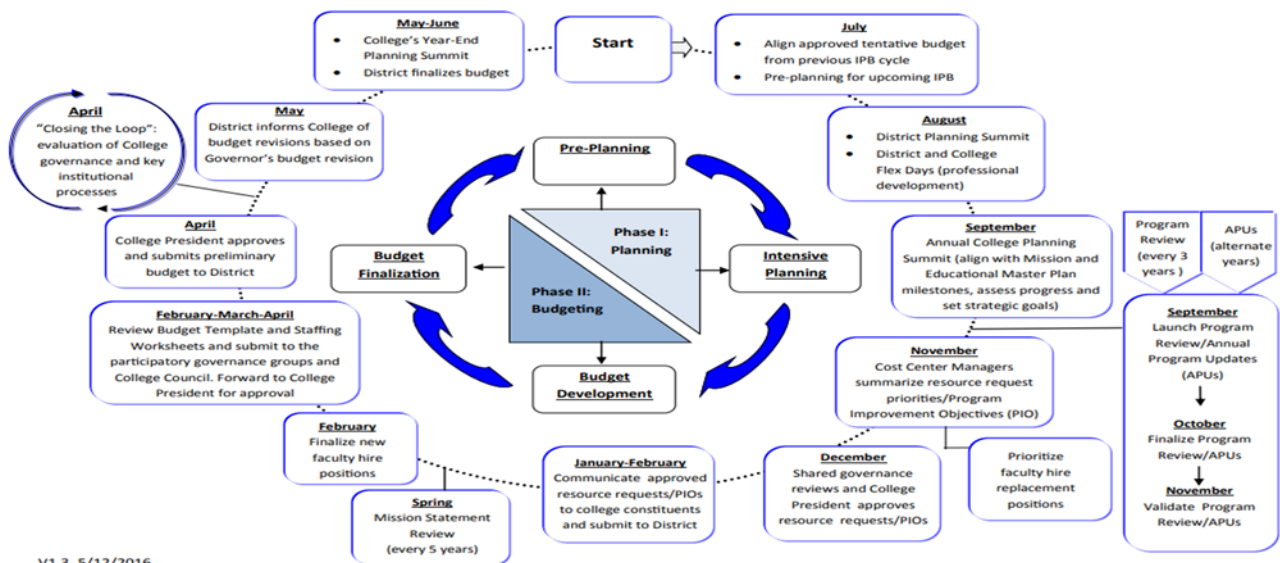 Start
July
• Align approved tentative budget
from previous IPB cycle
• Pre-planning for upcoming IPB
August
• District Planning Summit
• District and College
Flex Days (professional
development)
September
Annual College Planning
Summit (align with Mission and
Educational Master Plan
milestones, assess progress and
set strategic goals)
Program
Review
(every 3
years )
APUs
(alternate
years)
September
Launch Program
Review/Annual
Program Updates
(APUs)
October
Finalize Program
Review/APUs
November
Validate Program
Review/APUs
November
Cost Center Managers
summarize resource request
priorities/Program
Improvement Objectives (PIO)
Prioritize
faculty hire
replacement
positions
December
Shared governance
reviews and College
President approves
resource requests/PIOs
January-February
Communicate approved
resource requests/PIOs
to college constituents
and submit to District
Spring
Mission Statement
Review
(every 5 years)
February
Finalize new
faculty hire
positions
February-March-April
Review Budget Template and Staffing
Worksheets and submit to the
participatory governance groups and
College Council. Forward to College
President for approval
April
College President approves
and submits preliminary
budget to District
April
“Closing the Loop”:
evaluation of College
governance and key
institutional
processes
May
District informs College of
budget revisions based on
Governor’s budget revision
May-June
• College’s Year-End
Planning Summit
• District finalizes budget
Pre-Planning
Intensive
Planning
Budget
Development
Budget
Finalization
Phase I:
Planning
Phase II:
Budgeting
V1.3 5/12/2016